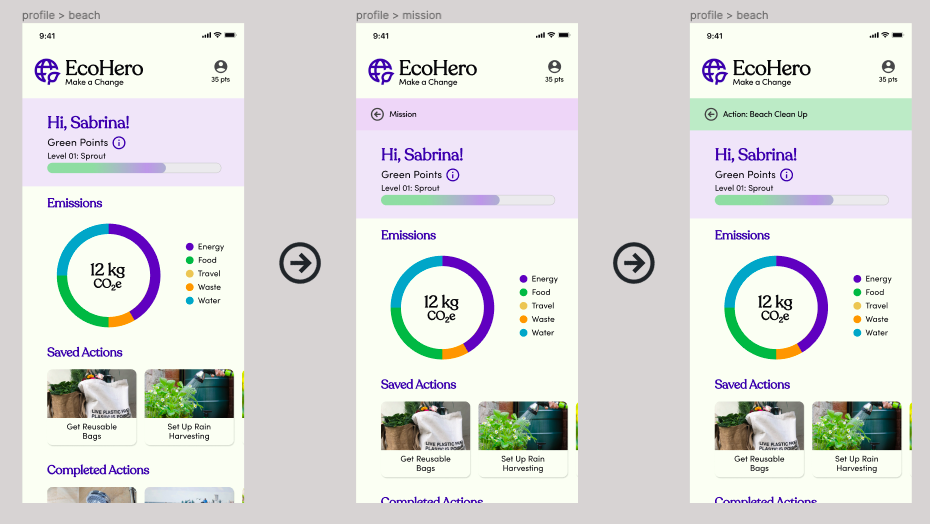 profile > beach
9:41
EcoHero
Make a Change
35 pts
Hi, Sabrina!
Green Points
Level 01: Sprout
Emissions
12 kg
CO₂e
Energy
Food
Travel
Waste
Water
Saved Actions
LIVE PLASTIC
Get Reusable
Bags
Set Up Rain
Harvesting
Completed Actions
profile > mission
9:41
EcoHero
Make a Change
35 pts
Mission
Hi, Sabrina!
Green Points
Level 01: Sprout
Emissions
12 kg
CO₂e
Energy
Food
Travel
Waste
Water
Saved Actions
LIVE PLASTIC
Get Reusable
Bags
Set Up Rain
Harvesting
Completed Actions
profile > beach
9:41
EcoHero
Make a Change
35 pts
Action: Beach Clean Up
Hi, Sabrina!
Green Points
Level 01: Sprout
Emissions
12 kg
CO₂e
Energy
Food
Travel
Waste
Water
Saved Actions
LIVE PLASTIC
Get Reusable
Bags
Set Up Rain
Harvesting
Completed Actions